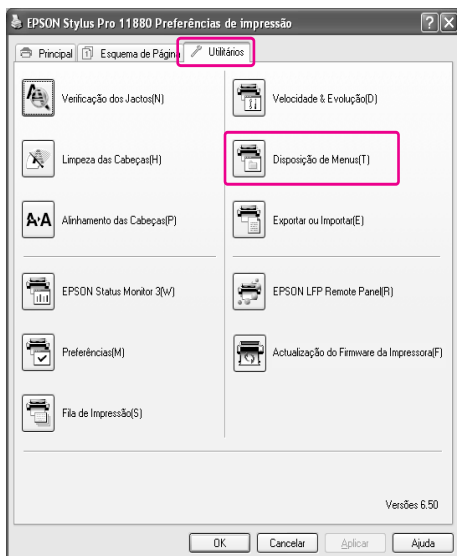 EPSON Stylus Pro 11880 Preferências de impressão
Principal
Esquema de Página
Utilitários
Verificação dos Jactos(N)
Velocidade & Evolução(D)
Limpeza das Cabeças(H)
Disposição de Menus(T)
Alinhamento das Cabeças(P)
Exportar ou Importar(E)
EPSON Status Monitor 3(W)
EPSON LFP Remote Panel(R)
Preferências(M)
Actualização do Firmware da Impressora(F)
Fila de Impressão(S)
Versões 6.50
OK
Cancelar
Aplicar
Ajuda